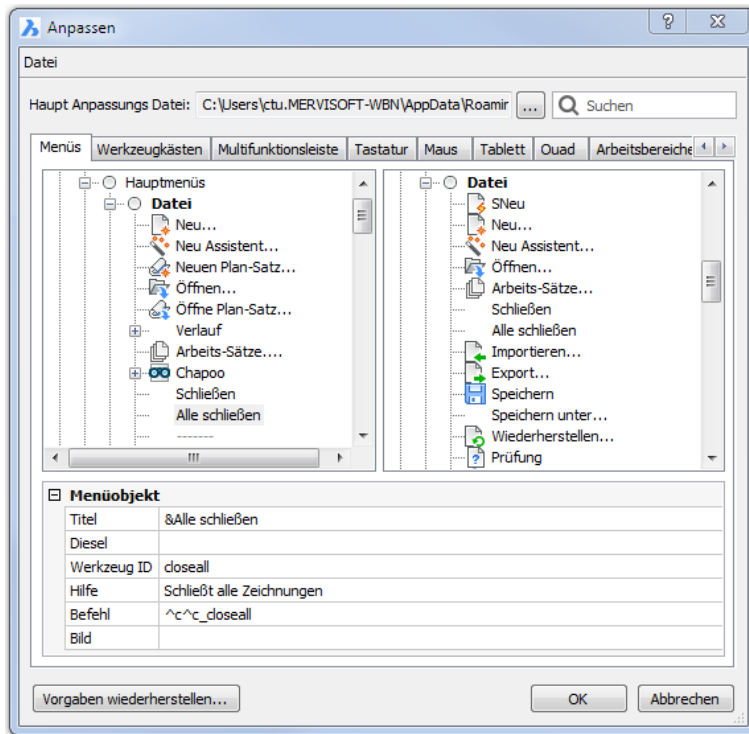 Anpassen
Datei
Haupt Anpassungs Datei: C:\Users\ctu.MERVISOFT-WBN\AppData\Roamir ... Suchen
Menüs Werkzeugkästen Multifunktionsleiste Tastatur Maus Tablett Quad Arbeitsbereiche
Hauptmenüs
Datei
Neu...
Neu Assistent...
Neuen Plan-Satz...
Öffnen...
Öffne Plan-Satz...
Verlauf
Arbeits-Sätze....
Chapoo
Schließen
Alle schließen
-------
Datei
SNeu
Neu...
Neu Assistent...
Öffnen...
Arbeits-Sätze...
Schließen
Alle schließen
Importieren...
Export...
Speichern
Speichern unter...
Wiederherstellen...
Prüfung
Menüobjekt
Titel &Alle schließen
Diesel
Werkzeug ID closeall
Hilfe Schließt alle Zeichnungen
Befehl ^c^c_closeall
Bild
Vorgaben wiederherstellen... OK Abbrechen